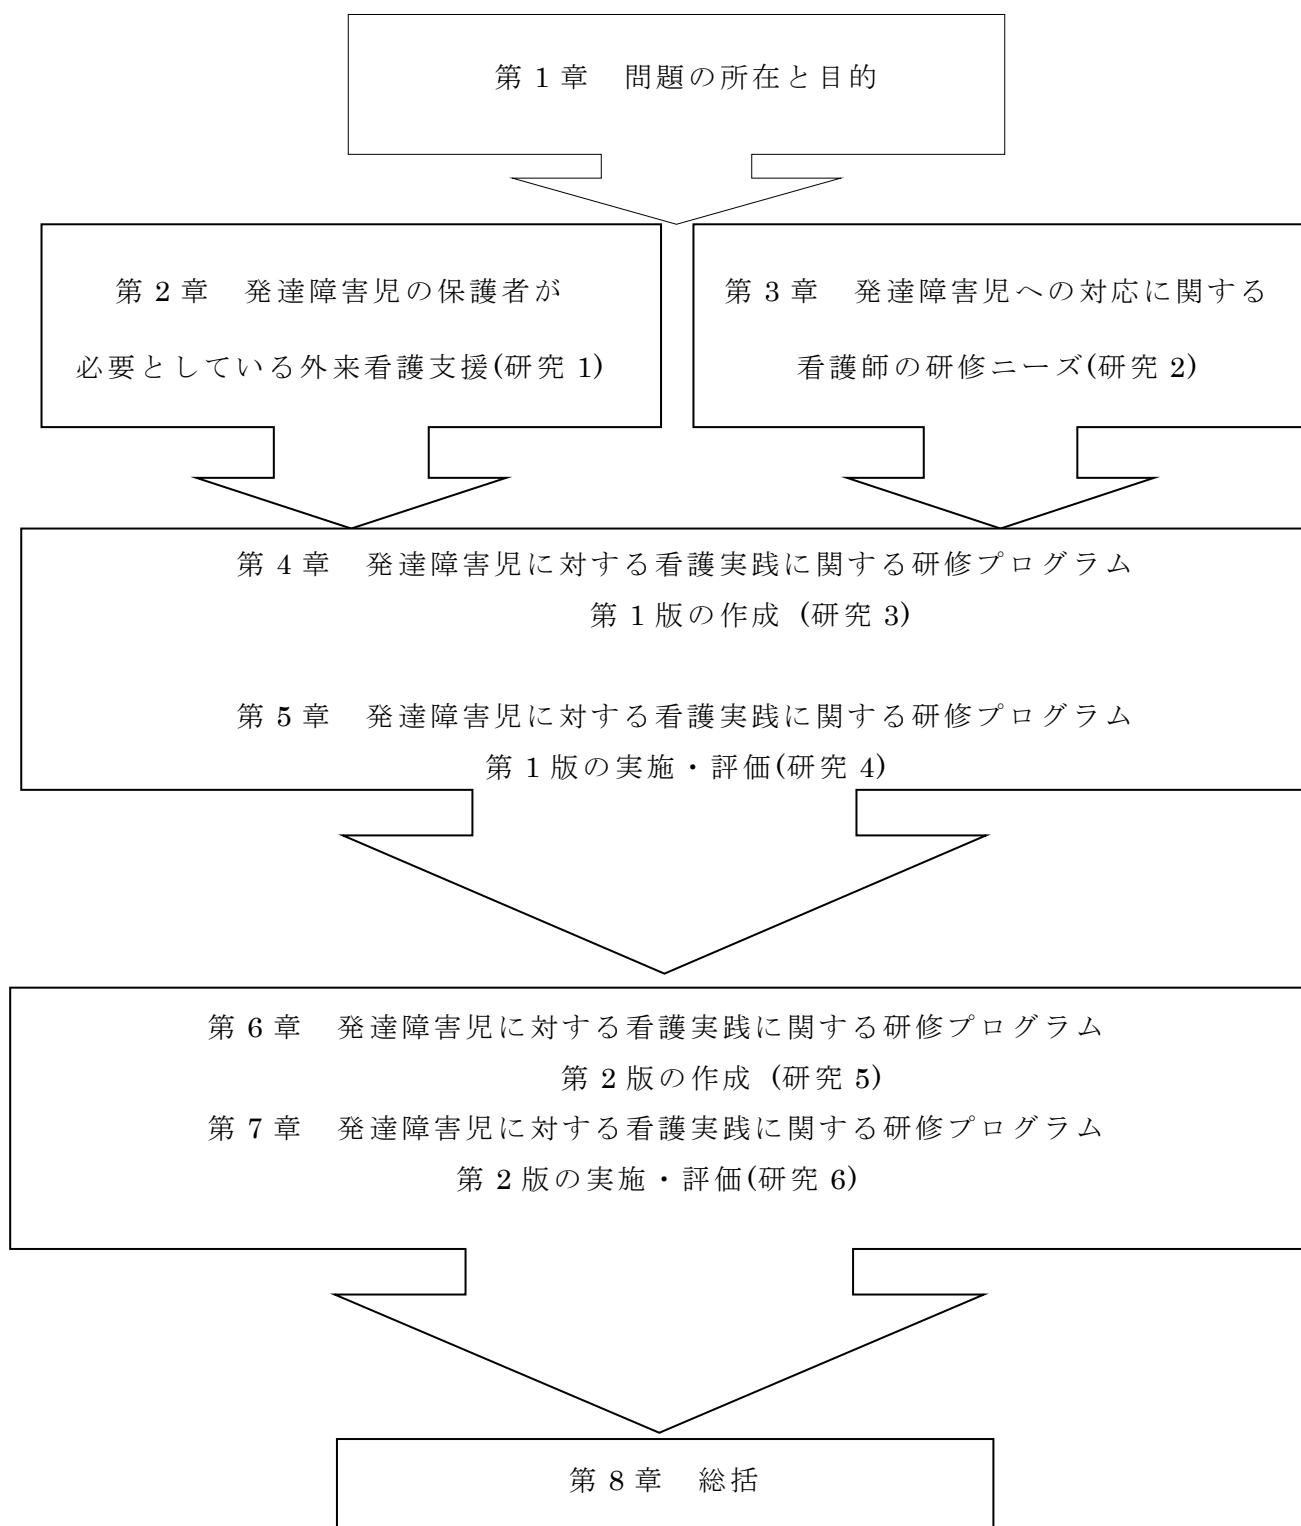 第 1 章　問題の所在と目的
第 2 章　発達障害児の保護者が
必要としている外来看護支援(研究 1)
第 3 章　発達障害児への対応に関する
看護師の研修ニーズ(研究 2)
第 4 章　発達障害児に対する看護実践に関する研修プログラム
第 1 版の作成 (研究 3)
第 5 章　発達障害児に対する看護実践に関する研修プログラム
第 1 版の実施・評価(研究 4)
第 6 章　発達障害児に対する看護実践に関する研修プログラム
第 2 版の作成 (研究 5)
第 7 章　発達障害児に対する看護実践に関する研修プログラム
第 2 版の実施・評価(研究 6)
第 8 章　総括